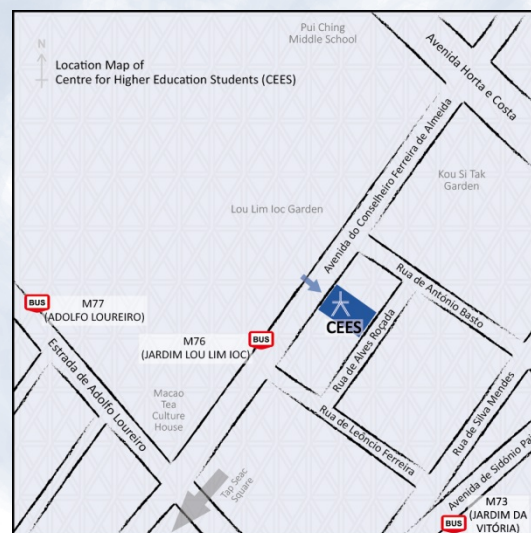 Pui Ching
Middle School
N
Location Map of
Centre for Higher Education Students (CEES)
Avenida Horta e Costa
Avenida do Conselheiro Ferreira de Almeida
Kou Si Tak
Garden
Lou Lim Ioc Garden
Rua de António Basto
BUS
M77
(ADOLFO LOUREIRO)
CEES
M76
(JARDIM LOU LIM IOC)
BUS
Rua de Alves Roçada
Estrada de Adolfo Loureiro
Macao
Tea
Culture
House
Rua de Leôncio Ferreira
Rua de Silva Mendes
Tap Seac
Square
Avenida de Sidónio Pai
M73
(JARDIM DA
VITÓRIA)
BUS